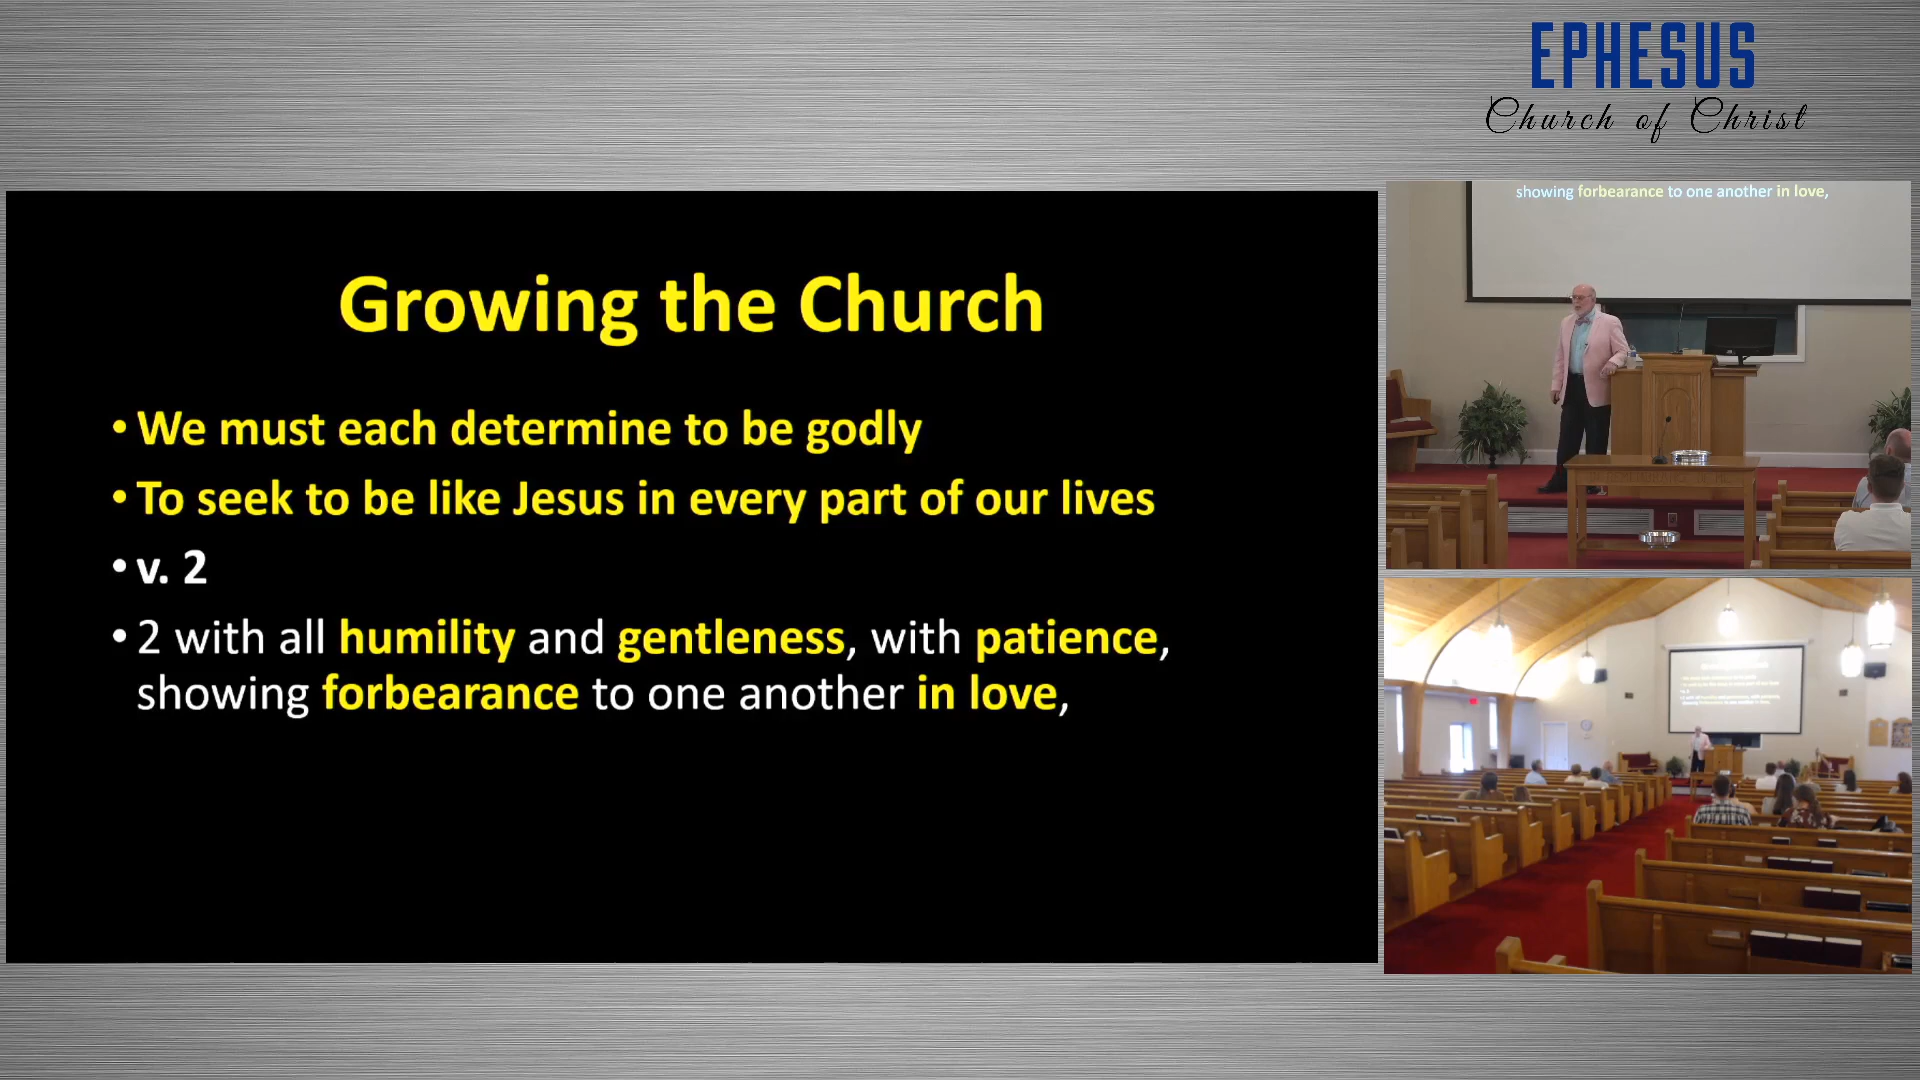 EPHESUS
Church of Christ
Growing the Church
• We must each determine to be godly
• To seek to be like Jesus in every part of our lives
• v. 2
• 2 with all humility and gentleness, with patience,
showing forbearance to one another in love,
showing forbearance to one another in love,